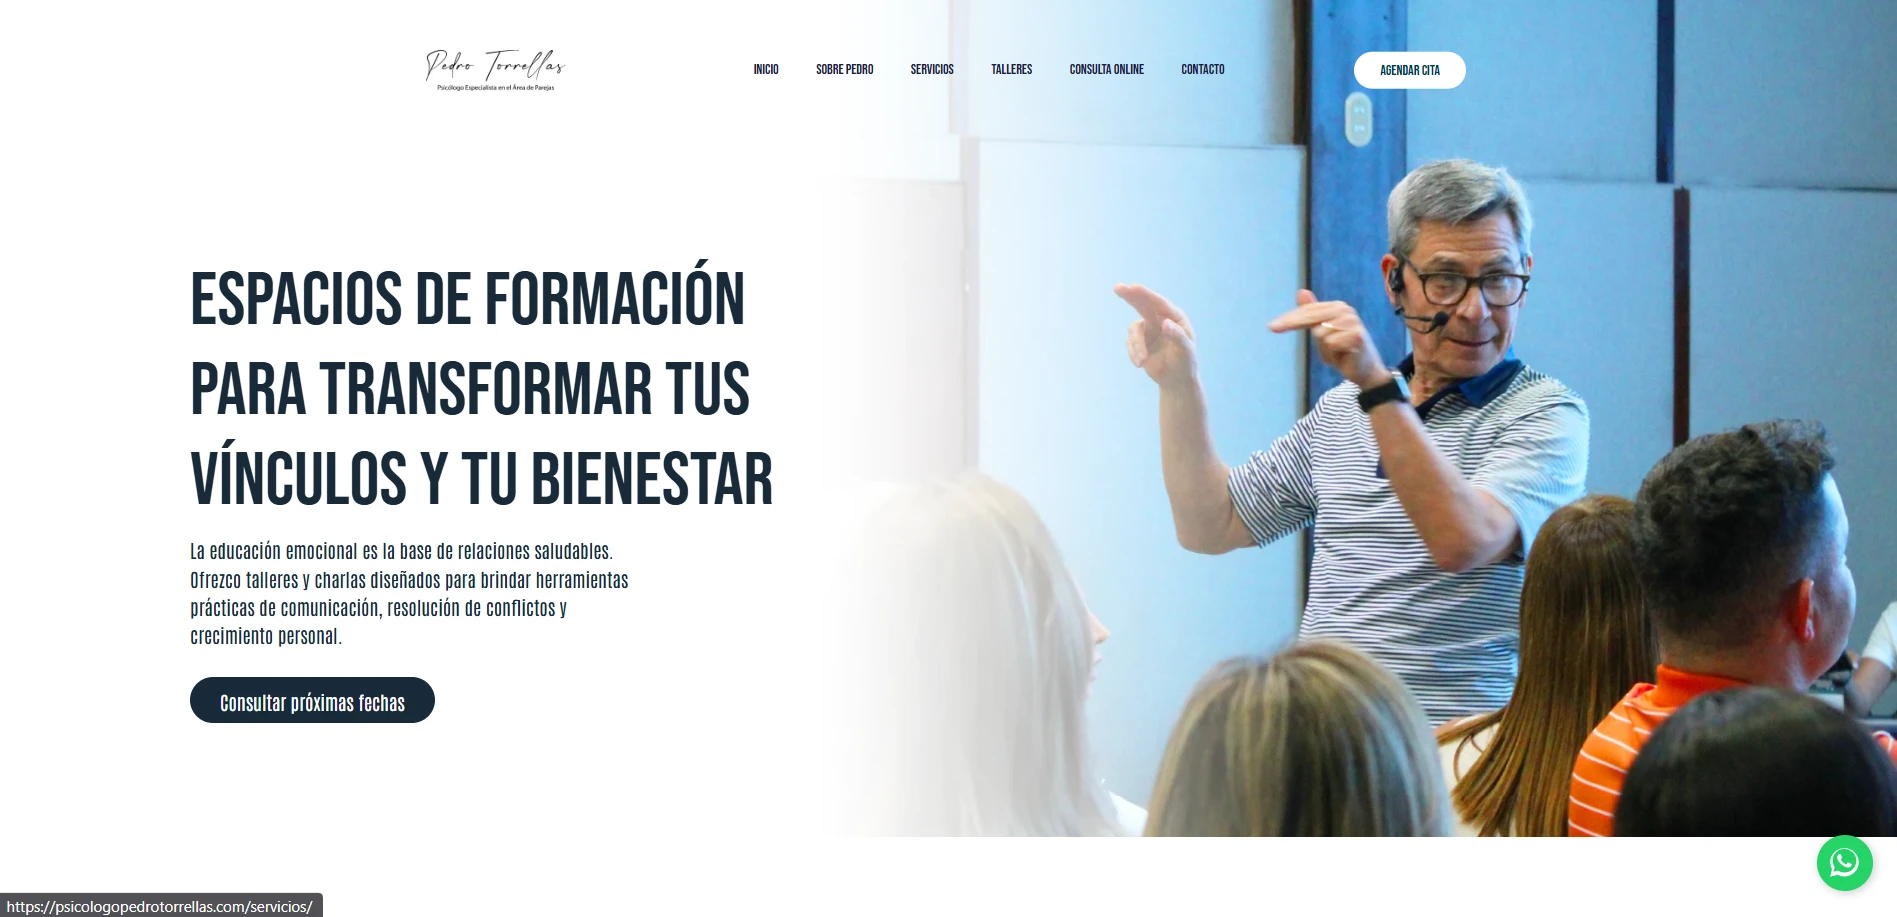 Pedro Torrellas
Psicólogo Especialista en el Área de Parejas
INICIO SOBRE PEDRO SERVICIOS TALLERES CONSULTA ONLINE CONTACTO
AGENDAR CITA
ESPACIOS DE FORMACIÓN
PARA TRANSFORMAR TUS
VÍNCULOS Y TU BIENESTAR
La educación emocional es la base de relaciones saludables.
Ofrezco talleres y charlas diseñados para brindar herramientas
prácticas de comunicación, resolución de conflictos y
crecimiento personal.
Consultar próximas fechas
https://psicologopedrotorrellas.com/servicios/